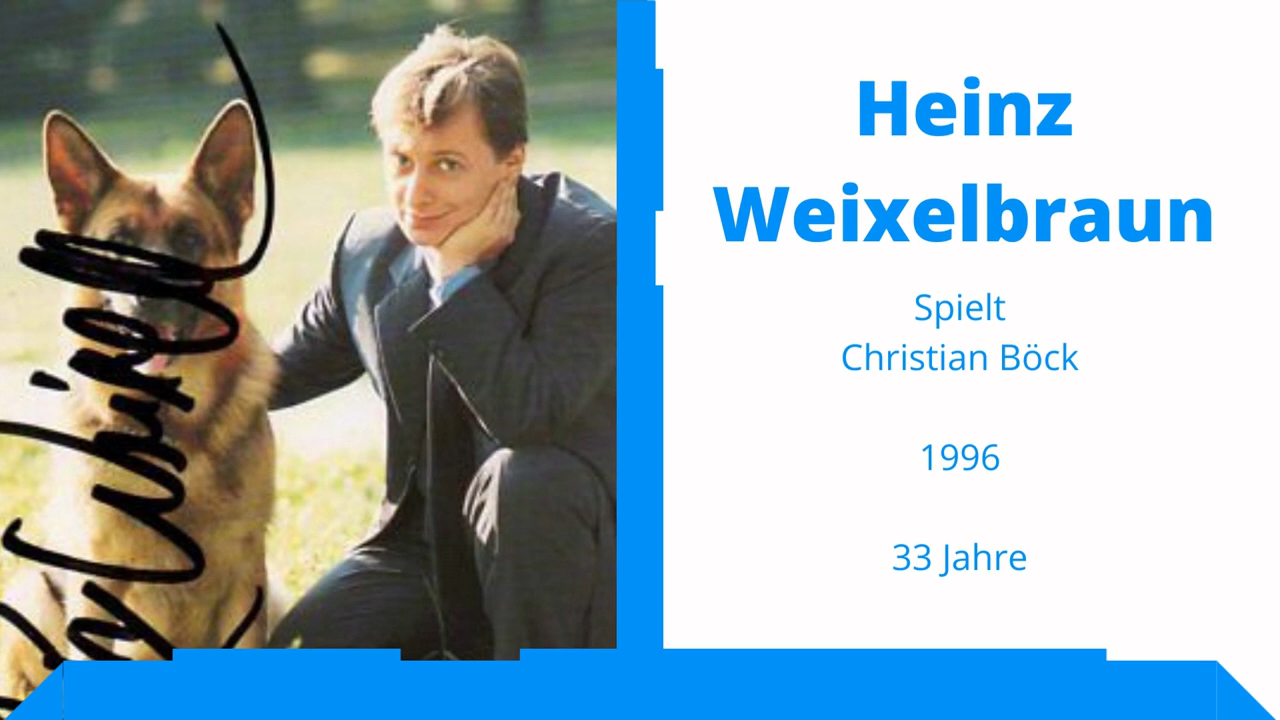 Heinz
Weixelbraun
Spielt
Christian Böck
1996
33 Jahre